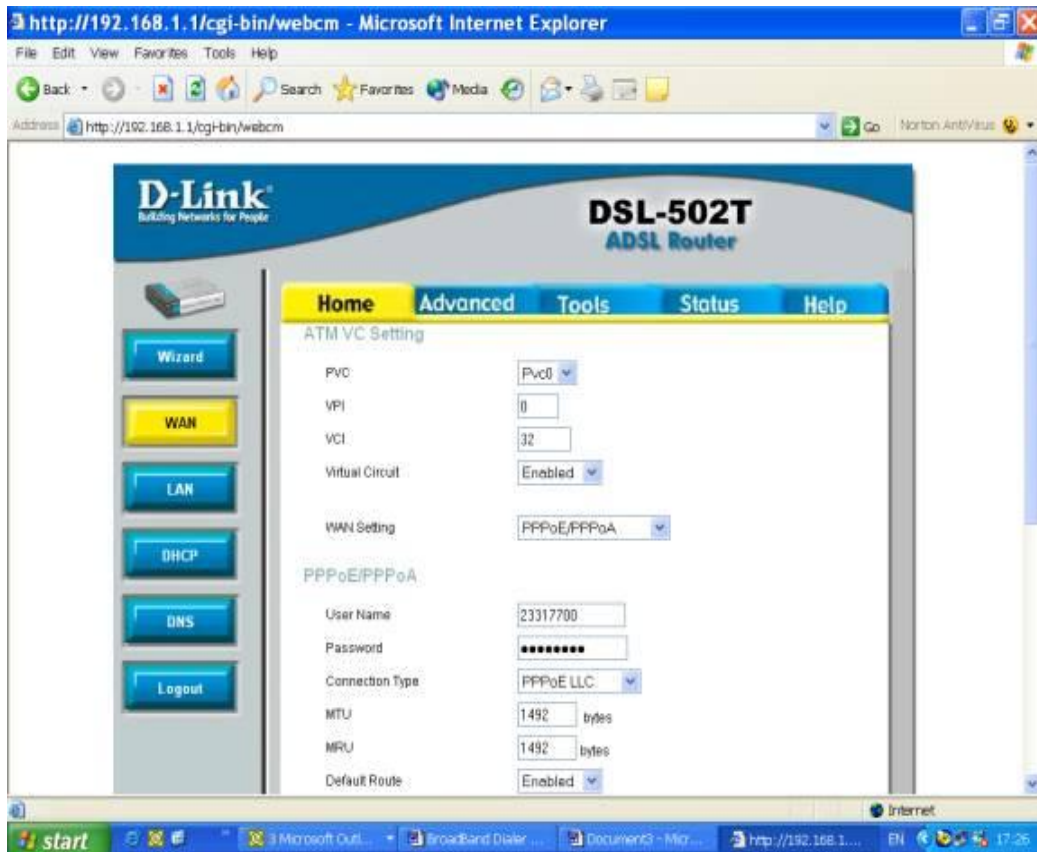 http://192.168.1.1/cgi-bin/webcm - Microsoft Internet Explorer
File Edit View Favorites Tools Help
Back Search Favorites Media
Address http://192.168.1.1/cgi-bin/webcm Go Norton AntiVirus
D-Link
Building Networks for People
DSL-502T
ADSL Router
Home Advanced Tools Status Help
Wizard
WAN
LAN
DHCP
DNS
Logout
ATM VC Setting
PVC Pvc0
VPI 0
VCI 32
Virtual Circuit Enabled
WAN Setting PPPoE/PPPoA
PPPoE/PPPoA
User Name 23317700
Password ••••••••
Connection Type PPPoE LLC
MTU 1492 bytes
MRU 1492 bytes
Default Route Enabled
Internet
start 3 Microsoft Outl... BroadBand Dialer ... Document3 - Micr... http://192.168.1.... EN 17:26